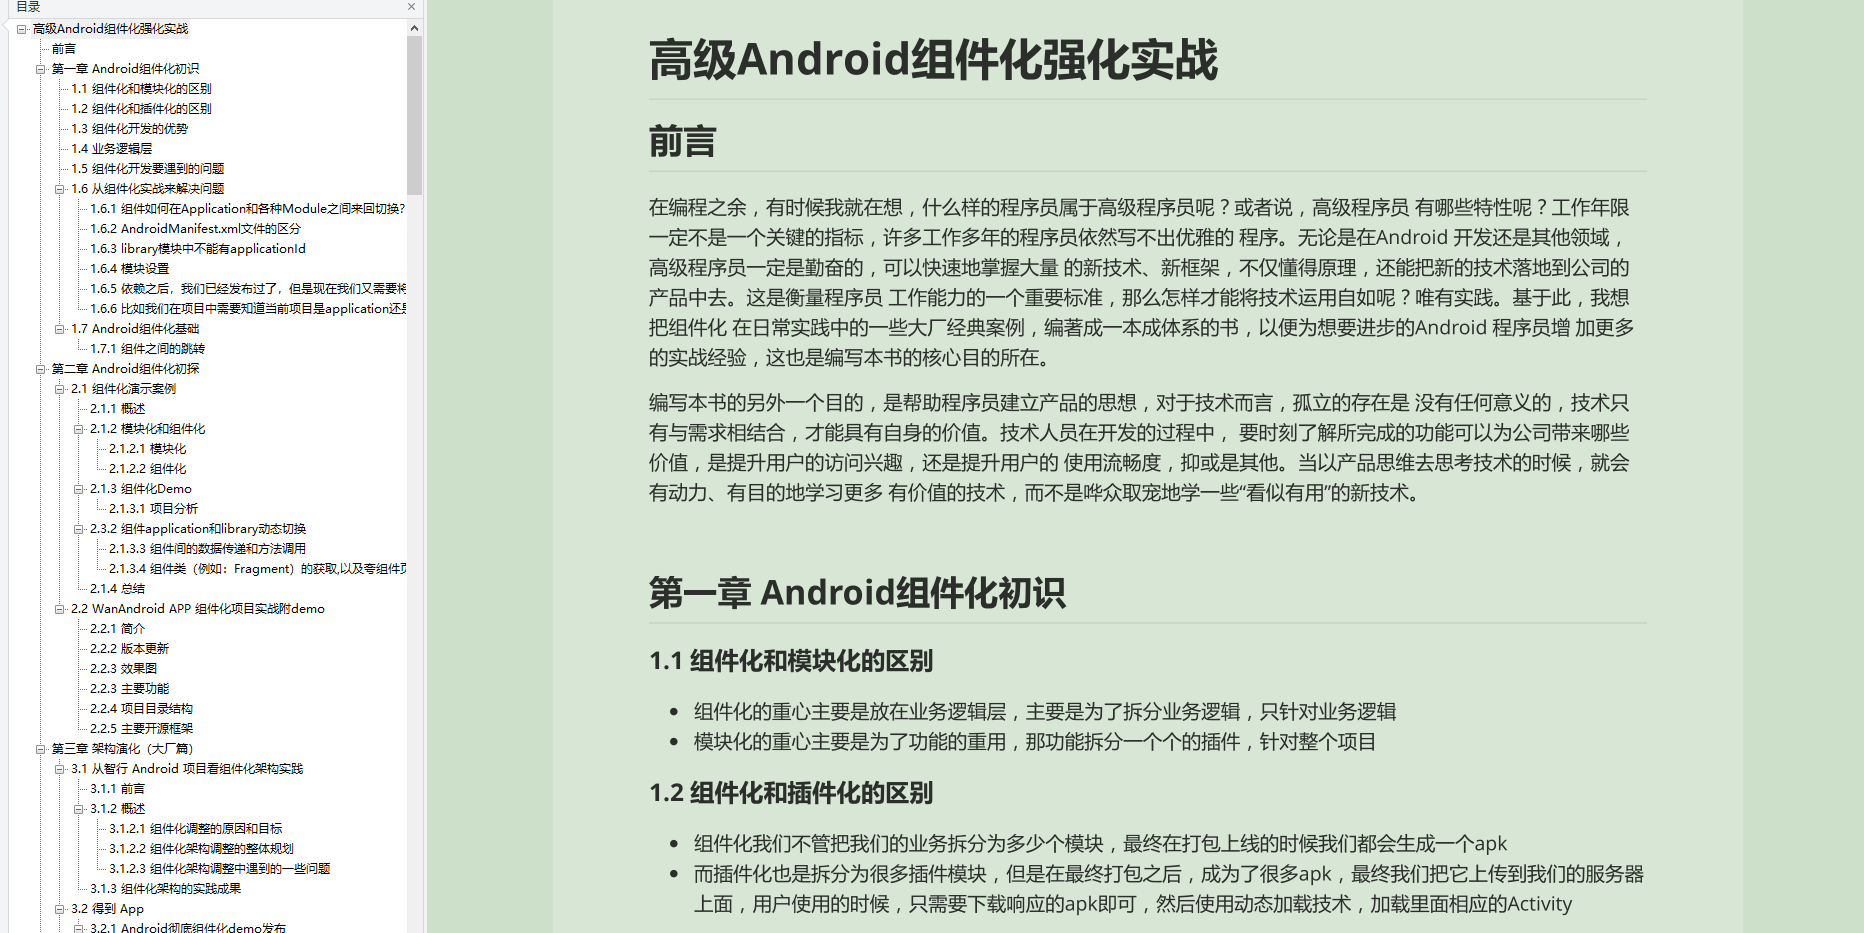 目录
高级Android组件化强化实战
前言
第一章 Android组件化初识
1.1 组件化和模块化的区别
1.2 组件化和插件化的区别
1.3 组件化开发的优势
1.4 业务逻辑层
1.5 组件化开发要遇到的问题
1.6 从组件化实战来解决问题
1.6.1 组件如何在Application和各种Module之间来回切换?
1.6.2 AndroidManifest.xml文件的区分
1.6.3 library模块中不能有applicationId
1.6.4 模块设置
1.6.5 依赖之后，我们已经发布过了，但是现在我们又需要将
1.6.6 比如我们在项目中需要知道当前项目是application还是
1.7 Android组件化基础
1.7.1 组件之间的跳转
第二章 Android组件化初探
2.1 组件化演示案例
2.1.1 概述
2.1.2 模块化和组件化
2.1.2.1 模块化
2.1.2.2 组件化
2.1.3 组件化Demo
2.1.3.1 项目分析
2.3.2 组件application和library动态切换
2.1.3.3 组件间的数据传递和方法调用
2.1.3.4 组件类（例如：Fragment）的获取,以及夸组件页
2.1.4 总结
2.2 WanAndroid APP 组件化项目实战附demo
2.2.1 简介
2.2.2 版本更新
2.2.3 效果图
2.2.3 主要功能
2.2.4 项目目录结构
2.2.5 主要开源框架
第三章 架构演化（大厂篇）
3.1 从智行 Android 项目看组件化架构实践
3.1.1 前言
3.1.2 概述
3.1.2.1 组件化调整的原因和目标
3.1.2.2 组件化架构调整的整体规划
3.1.2.3 组件化架构调整中遇到的一些问题
3.1.3 组件化架构的实践成果
3.2 得到 App
3.2.1 Android彻底组件化demo发布
高级Android组件化强化实战
前言
在编程之余，有时候我就在想，什么样的程序员属于高级程序员呢？或者说，高级程序员 有哪些特性呢？工作年限
一定不是一个关键的指标，许多工作多年的程序员依然写不出优雅的 程序。无论是在Android 开发还是其他领域，
高级程序员一定是勤奋的，可以快速地掌握大量 的新技术、新框架，不仅懂得原理，还能把新的技术落地到公司的
产品中去。这是衡量程序员 工作能力的一个重要标准，那么怎样才能将技术运用自如呢？唯有实践。基于此，我想
把组件化 在日常实践中的一些大厂经典案例，编著成一本成体系的书，以便为想要进步的Android 程序员增 加更多
的实战经验，这也是编写本书的核心目的所在。
编写本书的另外一个目的，是帮助程序员建立产品的思想，对于技术而言，孤立的存在是 没有任何意义的，技术只
有与需求相结合，才能具有自身的价值。技术人员在开发的过程中， 要时刻了解所完成的功能可以为公司带来哪些
价值，是提升用户的访问兴趣，还是提升用户的 使用流畅度，抑或是其他。当以产品思维去思考技术的时候，就会
有动力、有目的地学习更多 有价值的技术，而不是哗众取宠地学一些“看似有用”的新技术。
第一章 Android组件化初识
1.1 组件化和模块化的区别
组件化的重心主要是放在业务逻辑层，主要是为了拆分业务逻辑，只针对业务逻辑
模块化的重心主要是为了功能的重用，那功能拆分一个个的插件，针对整个项目
1.2 组件化和插件化的区别
组件化我们不管把我们的业务拆分为多少个模块，最终在打包上线的时候我们都会生成一个apk
而插件化也是拆分为很多插件模块，但是在最终打包之后，成为了很多apk，最终我们把它上传到我们的服务器
上面，用户使用的时候，只需要下载响应的apk即可，然后使用动态加载技术，加载里面相应的Activity